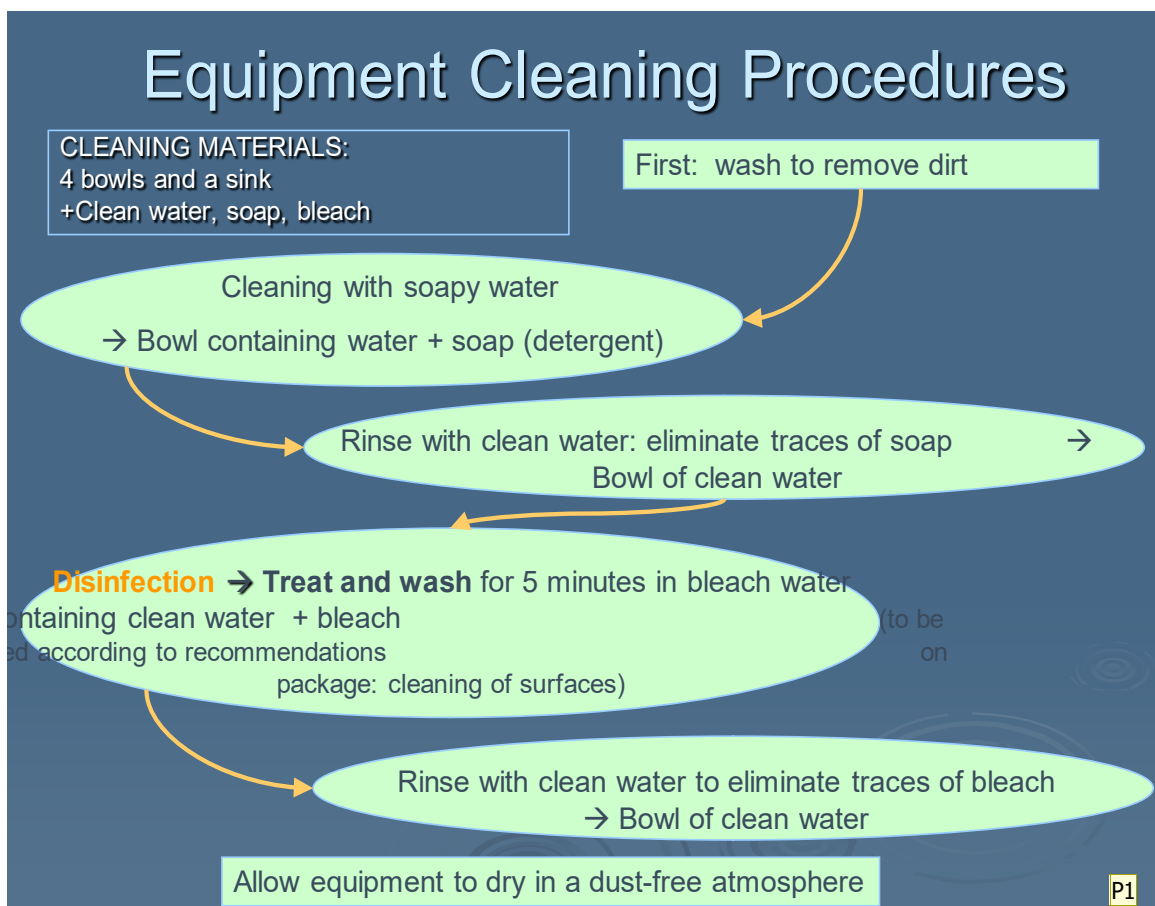 Equipment Cleaning Procedures
CLEANING MATERIALS:
4 bowls and a sink
+Clean water, soap, bleach
First: wash to remove dirt
Cleaning with soapy water
→ Bowl containing water + soap (detergent)
Rinse with clean water: eliminate traces of soap →
Bowl of clean water
Disinfection → Treat and wash for 5 minutes in bleach water
clean water + bleach (to be
according to recommendations on
package: cleaning of surfaces)
Rinse with clean water to eliminate traces of bleach
→ Bowl of clean water
Allow equipment to dry in a dust-free atmosphere
P1